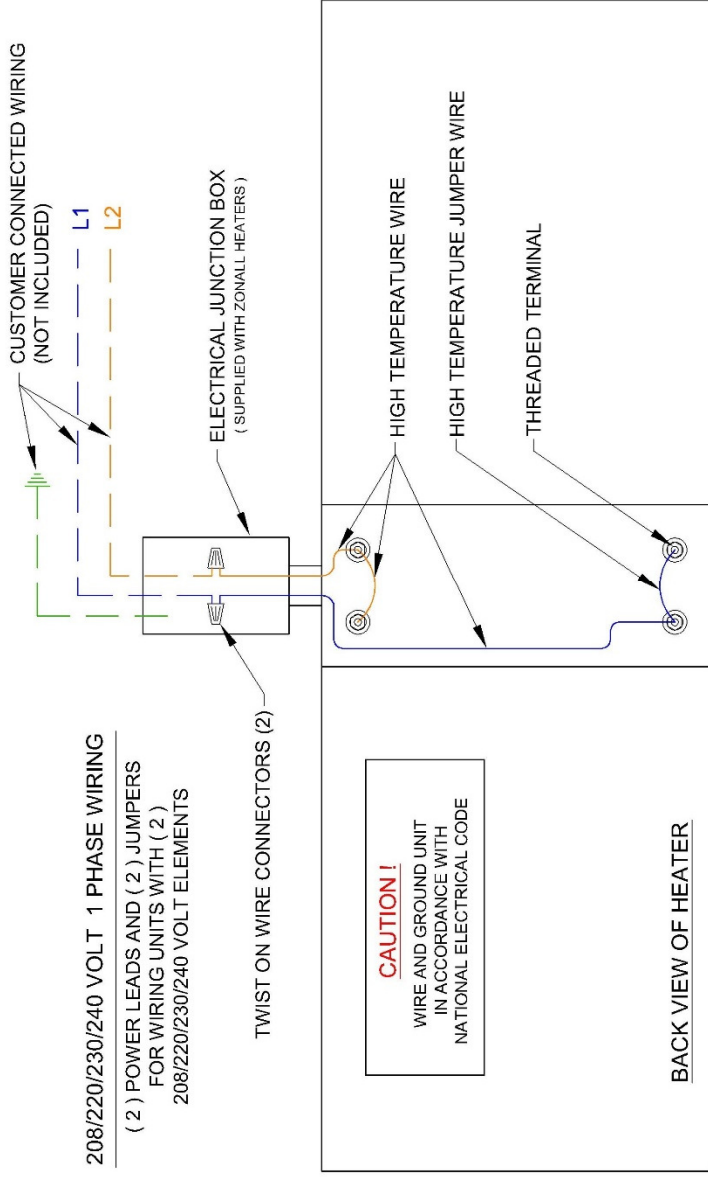 208/220/230/240 VOLT  1 PHASE WIRING
( 2 ) POWER LEADS AND ( 2 ) JUMPERS
FOR WIRING UNITS WITH ( 2 )
208/220/230/240 VOLT ELEMENTS
TWIST ON WIRE CONNECTORS (2)
CUSTOMER CONNECTED WIRING
(NOT INCLUDED)
L1
L2
ELECTRICAL JUNCTION BOX
( SUPPLIED WITH ZONALL HEATERS )
HIGH TEMPERATURE WIRE
HIGH TEMPERATURE JUMPER WIRE
THREADED TERMINAL
CAUTION !
WIRE AND GROUND UNIT
IN ACCORDANCE WITH
NATIONAL ELECTRICAL CODE
BACK VIEW OF HEATER